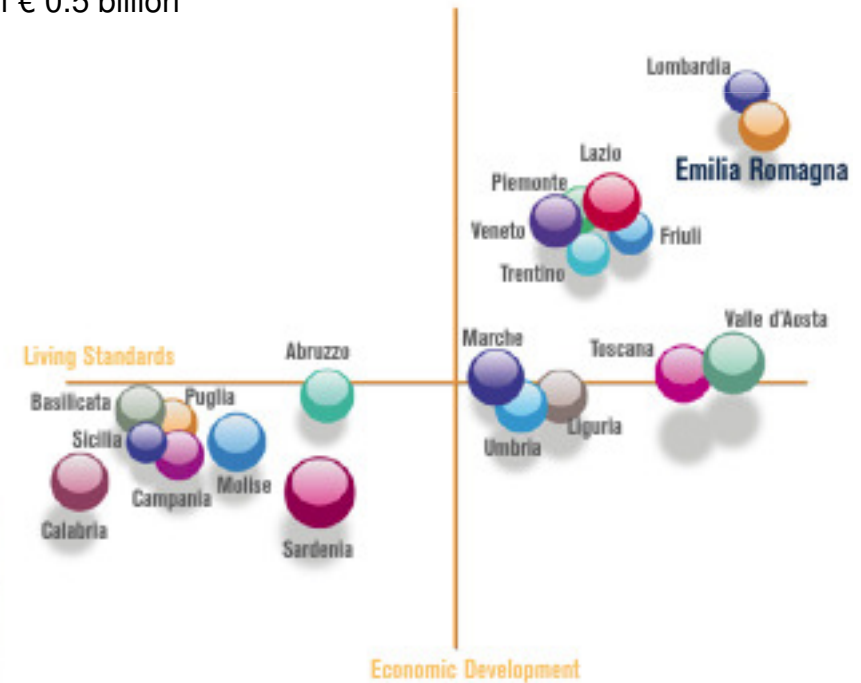 € 0.5 billion
Lombardia
Emilia Romagna
Lazio
Piemonte
Veneto
Friuli
Trentino
Valle d'Aosta
Marche
Toscana
Living Standards
Abruzzo
Basilicata
Puglia
Liguria
Sicilia
Umbria
Molise
Campania
Calabria
Sardenia
Economic Development